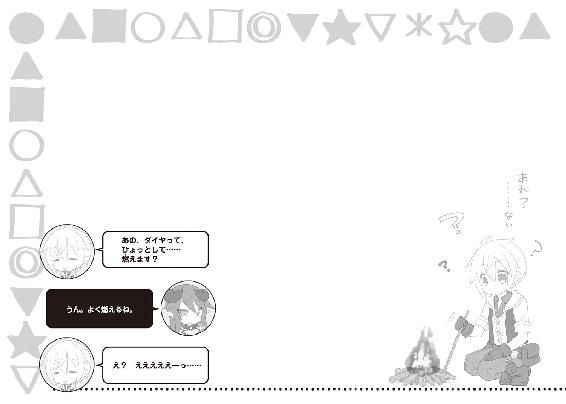 あの、ダイヤって、
ひょっとして……
燃えます？
うん。よく燃えるね。
え？　えええええーっ……
あれ？
………ない
？
？
？